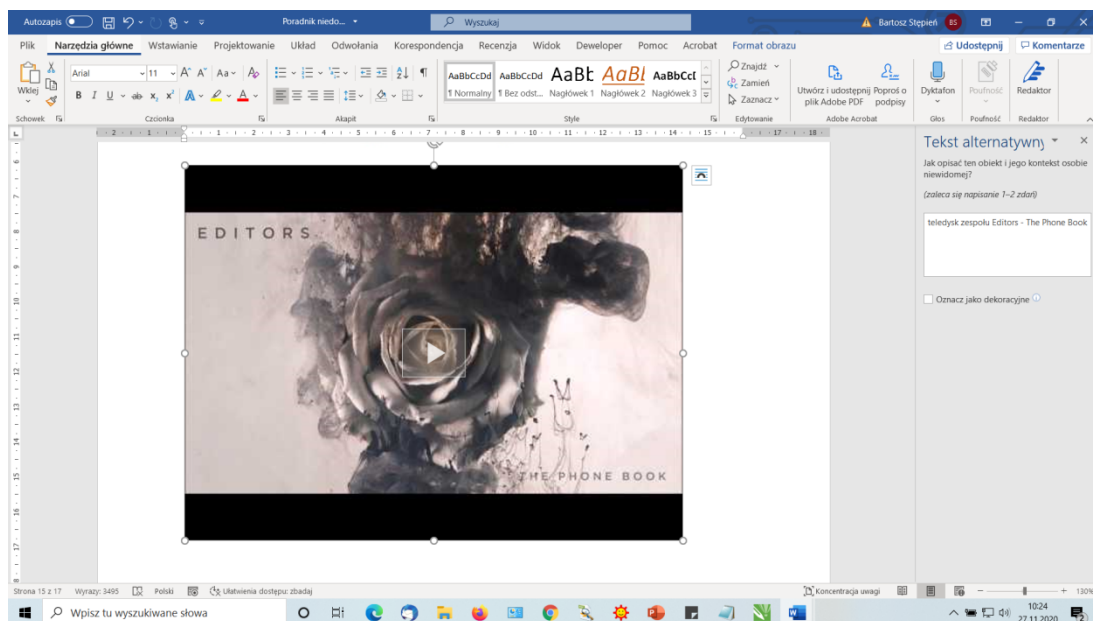 Autozapis
Poradnik niedo...
Wyszukaj
Bartosz Stępień
BS
Plik
Narzędzia główne
Wstawianie
Projektowanie
Układ
Odwołania
Korespondencja
Recenzja
Widok
Deweloper
Pomoc
Acrobat
Format obrazu
Udostępnij
Komentarze
Wklej
Arial
11
Schowek
Czcionka
Akapit
AaBbCcDd
¶ Normalny
AaBbCcDd
¶ Bez odst...
AaBb
Nagłówek 1
AaBl
Nagłówek 2
AaBbCcI
Nagłówek 3
Style
Znajdź
Zamień
Zaznacz
Edytowanie
Utwórz i udostępnij
plik Adobe PDF
Poproś o
podpisy
Adobe Acrobat
Dyktafon
Głos
Poufność
Poufność
Redaktor
Redaktor
Tekst alternatywny
Jak opisać ten obiekt i jego kontekst osobie
niewidomej?
(zaleca się napisanie 1–2 zdań)
teledysk zespołu Editors - The Phone Book
Oznacz jako dekoracyjne
EDITORS
THE PHONE BOOK
Strona 15 z 17
Wyrazy: 3495
Polski
Ułatwienia dostępu: zbadaj
Koncentracja uwagi
130%
Wpisz tu wyszukiwane słowa
10:24
27.11.2020